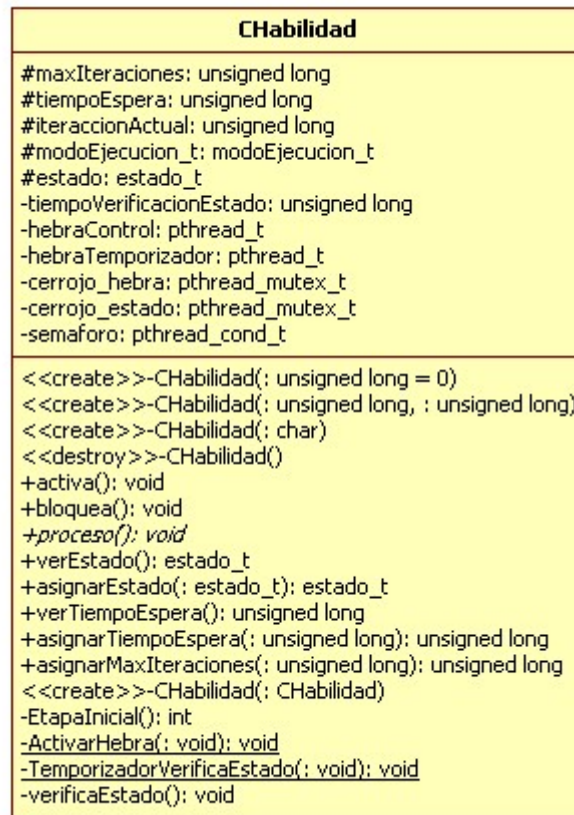 CHabilidad
#maxIteraciones: unsigned long
#tiempoEspera: unsigned long
#iteraccionActual: unsigned long
#modoEjecucion_t: modoEjecucion_t
#estado: estado_t
-tiempoVerificacionEstado: unsigned long
-hebraControl: pthread_t
-hebraTemporizador: pthread_t
-cerrojo_hebra: pthread_mutex_t
-cerrojo_estado: pthread_mutex_t
-semaforo: pthread_cond_t
<<create>>-CHabilidad(: unsigned long = 0)
<<create>>-CHabilidad(: unsigned long, : unsigned long)
<<create>>-CHabilidad(: char)
<<destroy>>-CHabilidad()
+activa(): void
+bloquea(): void
+proceso(): void
+verEstado(): estado_t
+asignarEstado(: estado_t): estado_t
+verTiempoEspera(): unsigned long
+asignarTiempoEspera(: unsigned long): unsigned long
+asignarMaxIteraciones(: unsigned long): unsigned long
<<create>>-CHabilidad(: CHabilidad)
-EtapaInicial(): int
-ActivarHebra(: void): void
-TemporizadorVerificaEstado(: void): void
-verificaEstado(): void